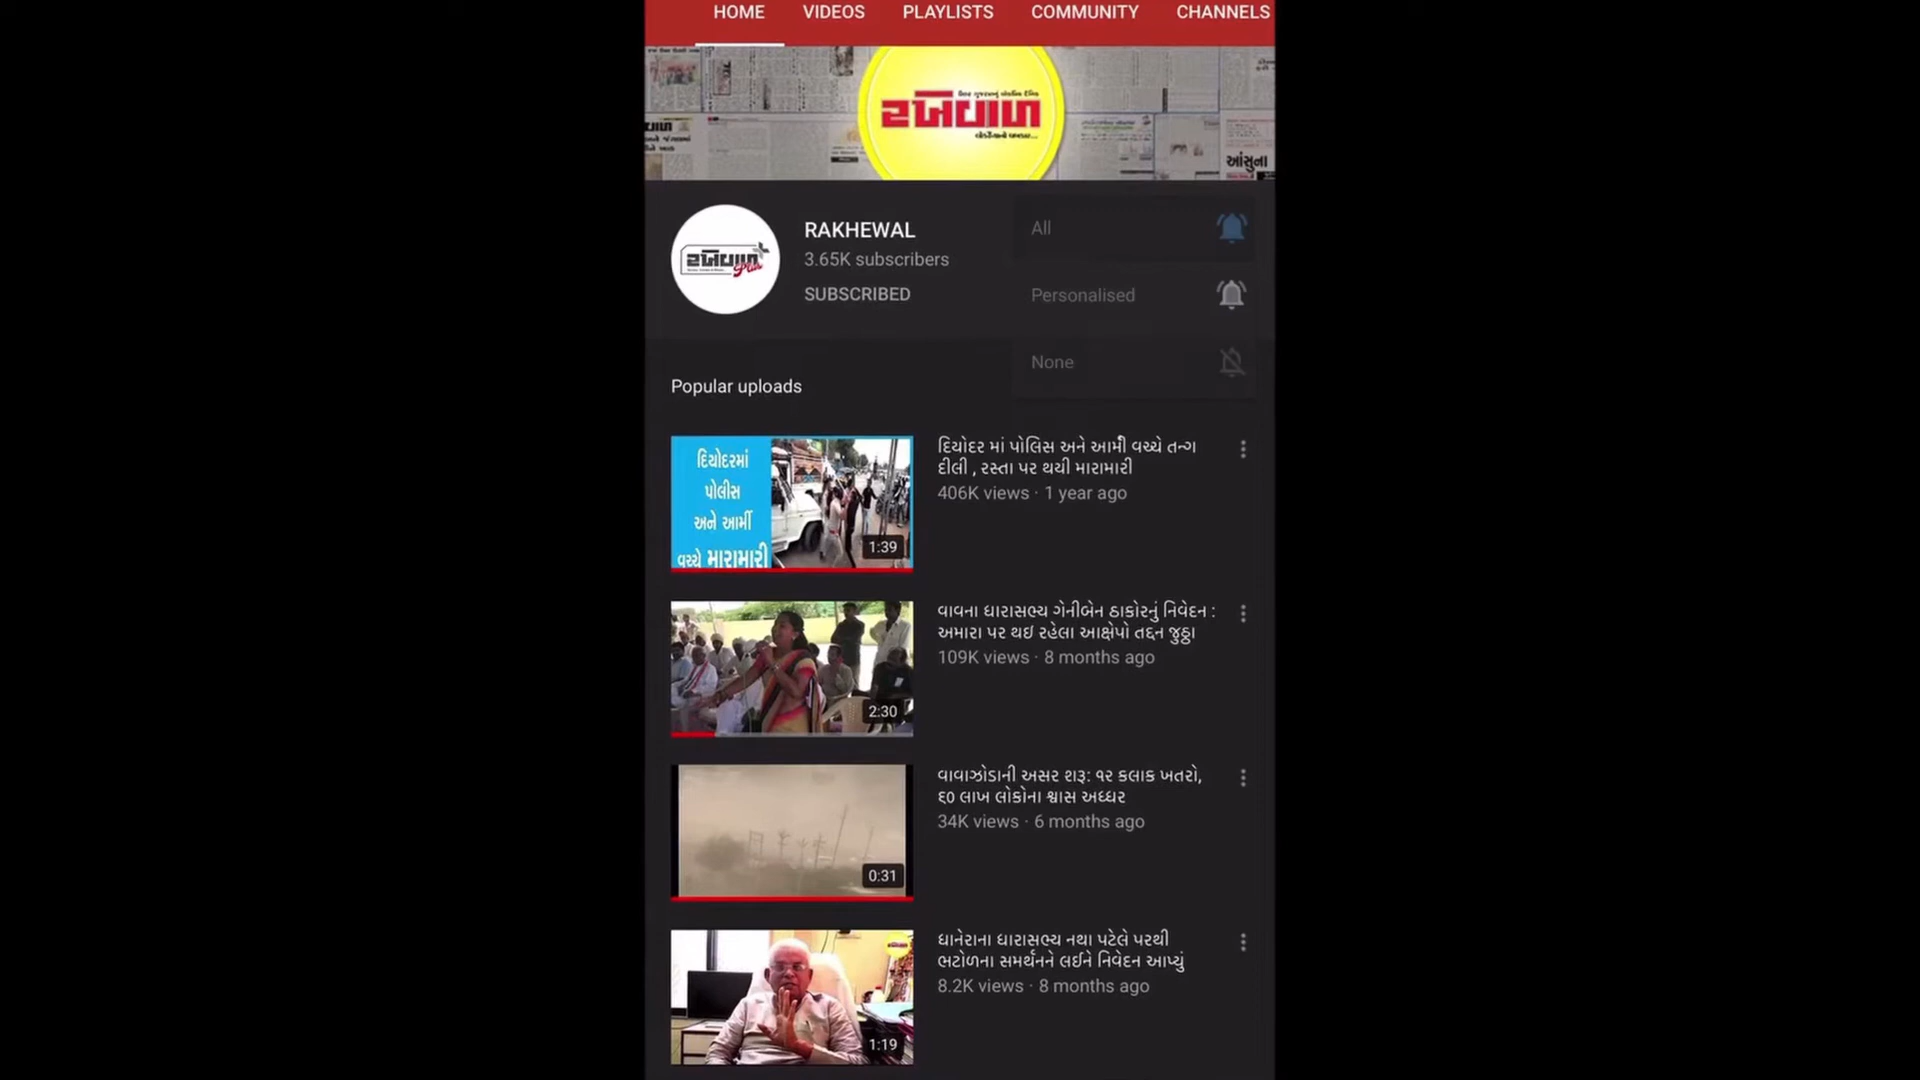 HOME VIDEOS PLAYLISTS COMMUNITY CHANNELS
રખેવાળ
આંસુના
રખેવાળ
Plus
RAKHEWAL
3.65K subscribers
SUBSCRIBED
All
Personalised
None
Popular uploads
દિયોદરમાં
પોલીસ
અને આર્મી
વચ્ચે મારામારી
1:39
દિયોદર માં પોલિસ અને આર્મી વચ્ચે તન્ગ
દીલી , રસ્તા પર થયી મારામારી
406K views · 1 year ago
2:30
વાવના ધારાસભ્ય ગેનીબેન ઠાકોરનું નિવેદન :
અમારા પર થઇ રહેલા આક્ષેપો તદ્દન જુઠ્ઠા
109K views · 8 months ago
0:31
વાવાઝોડાની અસર શરૂ: ૧૨ કલાક ખતરો,
૬૦ લાખ લોકોના શ્વાસ અધ્ધર
34K views · 6 months ago
1:19
ધાનેરાના ધારાસભ્ય નથા પટેલે પરથી
ભટોળના સમર્થનને લઈને નિવેદન આપ્યું
8.2K views · 8 months ago